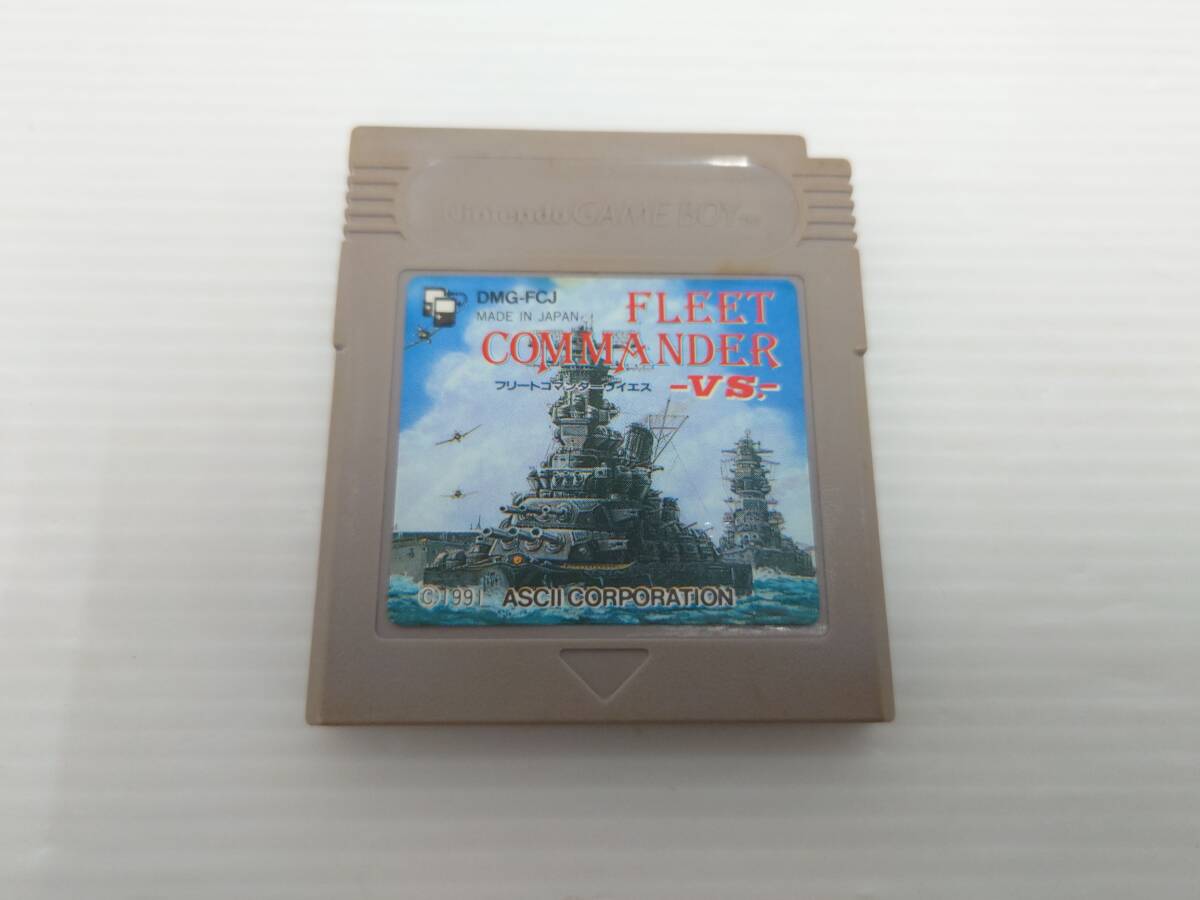 Nintendo GAME BOY
DMG-FCJ
MADE IN JAPAN
FLEET
COMMANDER
フリートコマンダーヴイエス
-VS.-
©1991 ASCII CORPORATION